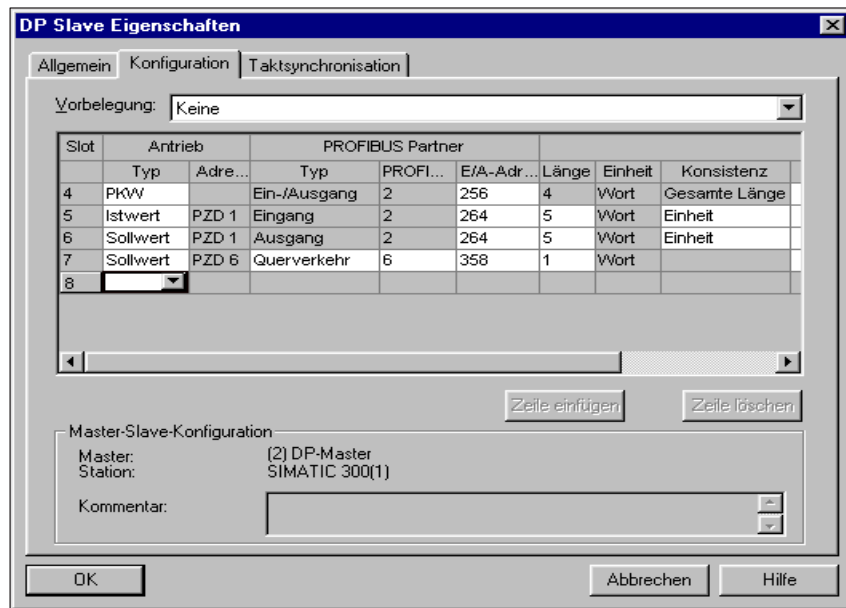 DP Slave Eigenschaften
Allgemein Konfiguration Taktsynchronisation
Vorbelegung: Keine
Slot Antrieb PROFIBUS Partner
Typ Adre... Typ PROFI... E/A-Adr... Länge Einheit Konsistenz
4 PKW Ein-/Ausgang 2 256 4 Wort Gesamte Länge
5 Istwert PZD 1 Eingang 2 264 5 Wort Einheit
6 Sollwert PZD 1 Ausgang 2 264 5 Wort Einheit
7 Sollwert PZD 6 Querverkehr 6 358 1 Wort
8
Zeile einfügen Zeile löschen
Master-Slave-Konfiguration
Master: (2) DP-Master
Station: SIMATIC 300(1)
Kommentar:
OK Abbrechen Hilfe